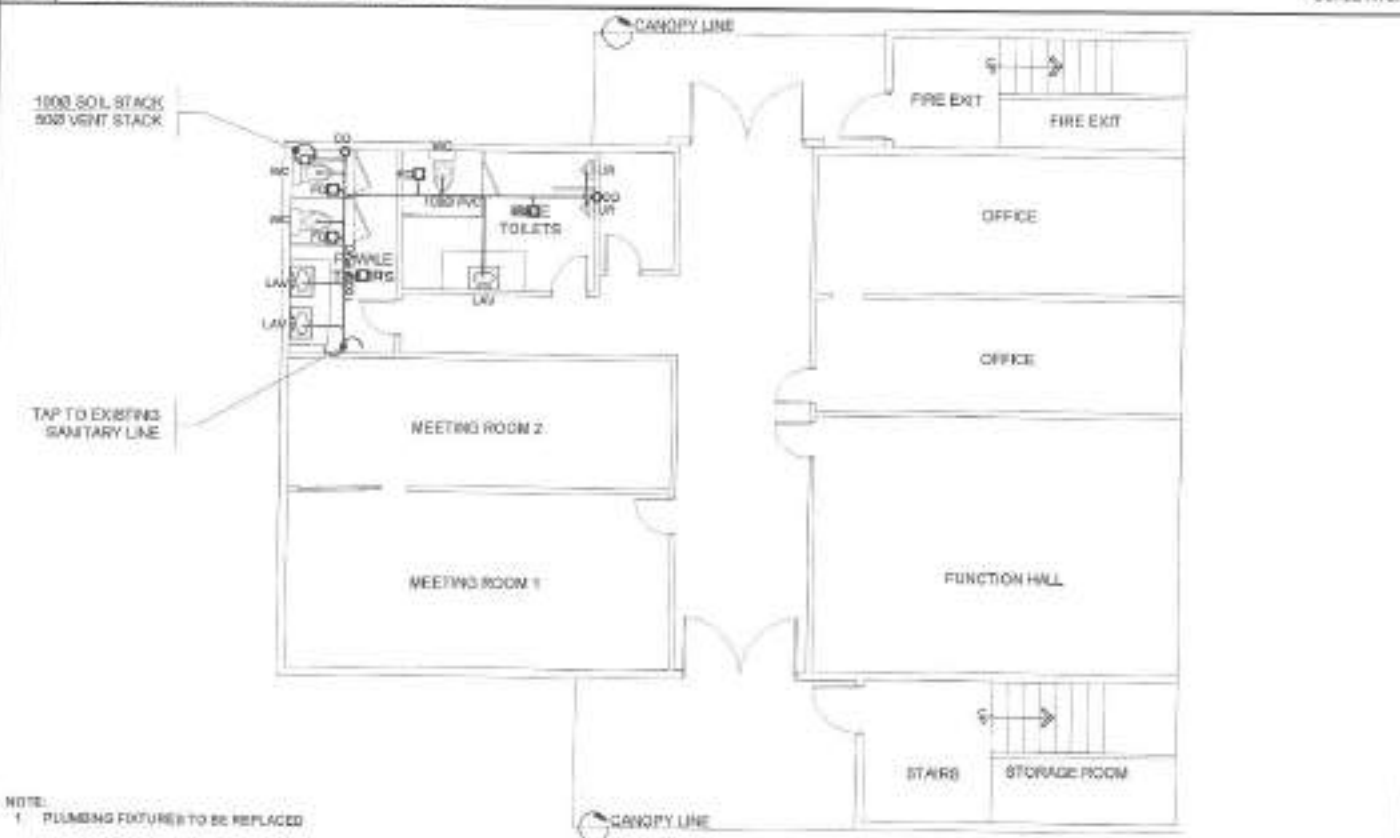 CANOPY LINE
100Ø SOIL STACK
50Ø VENT STACK
FIRE EXIT
FIRE EXIT
CO
WC
WC
FD
UR
CO
UR
100Ø PVC
TOILETS
OFFICE
WC
FD
FEMALE
LAV
LAV
LAV
OFFICE
TAP TO EXISTING
SANITARY LINE
MEETING ROOM 2
MEETING ROOM 1
FUNCTION HALL
STAIRS
STORAGE ROOM
NOTE:
1 PLUMBING FIXTURES TO BE REPLACED
CANOPY LINE